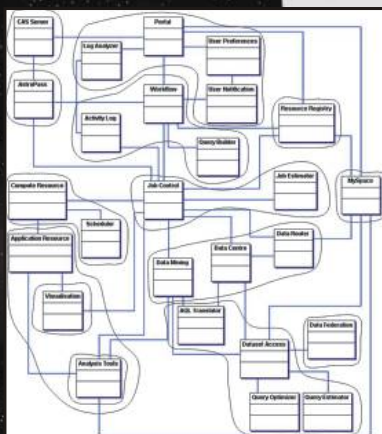 CAS Server
Portal
Log Analyzer
User Preferences
AstroPass
Workflow
User Notification
Resource Registry
Activity Log
Query Builder
Compute Resource
Job Control
Job Estimator
MySpace
Scheduler
Application Resource
Data Mining
Data Centre
Data Router
Visualisation
AQL Translator
Data Federation
Dataset Access
Analysis Tools
Query Optimizer
Query Estimator